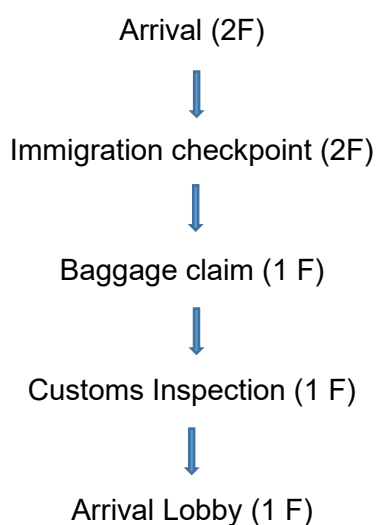 Arrival (2F)
Immigration checkpoint (2F)
Baggage claim (1 F)
Customs Inspection (1 F)
Arrival Lobby (1 F)